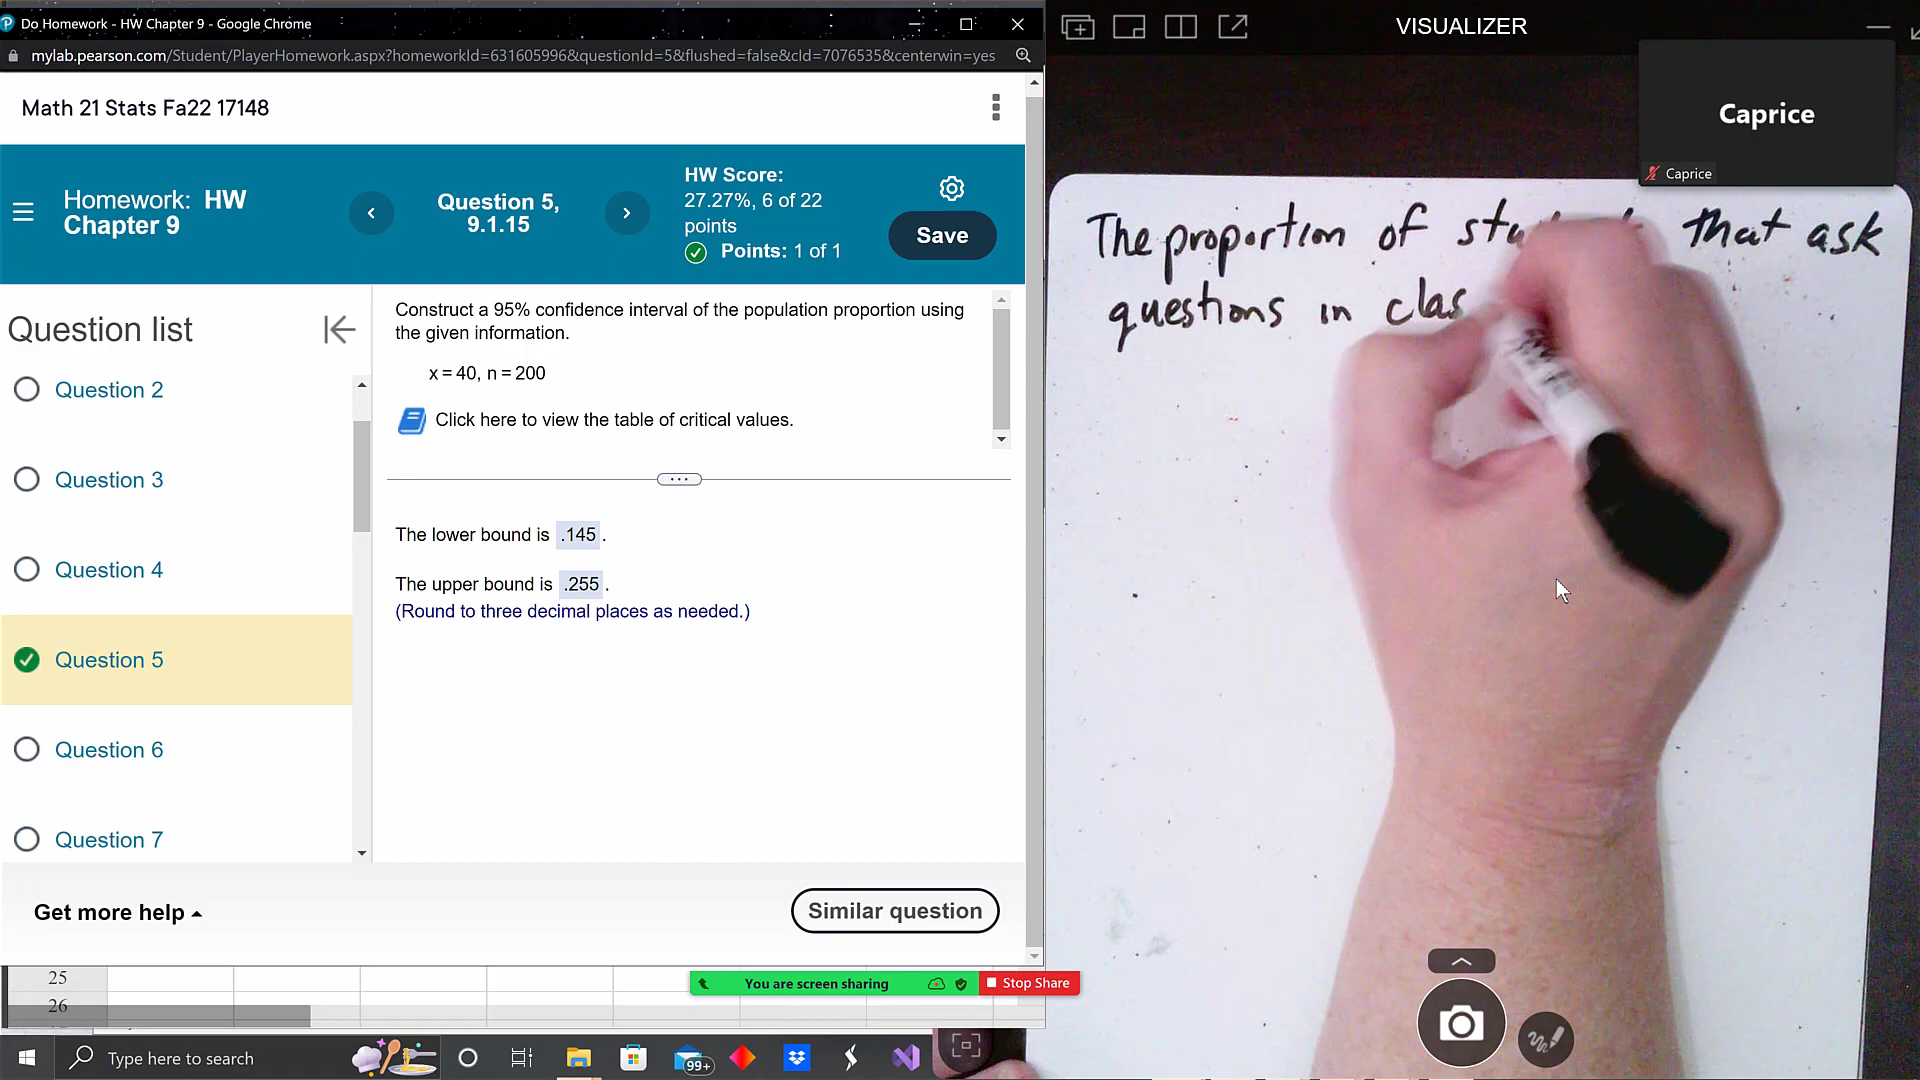 Do Homework - HW Chapter 9 - Google Chrome
mylab.pearson.com/Student/PlayerHomework.aspx?homeworkId=631605996&questionId=5&flushed=false&cId=7076535&centerwin=yes
Math 21 Stats Fa22 17148
Homework: HW
Chapter 9
Question 5,
9.1.15
HW Score:
27.27%, 6 of 22
points
Points: 1 of 1
Save
Question list
Question 2
Question 3
Question 4
Question 5
Question 6
Question 7
Construct a 95% confidence interval of the population proportion using
the given information.
x = 40, n = 200
Click here to view the table of critical values.
The lower bound is .145 .
The upper bound is .255 .
(Round to three decimal places as needed.)
Get more help
Similar question
25
26
You are screen sharing
Stop Share
Type here to search
99+
VISUALIZER
Caprice
Caprice
The proportion of that ask
questions in clas